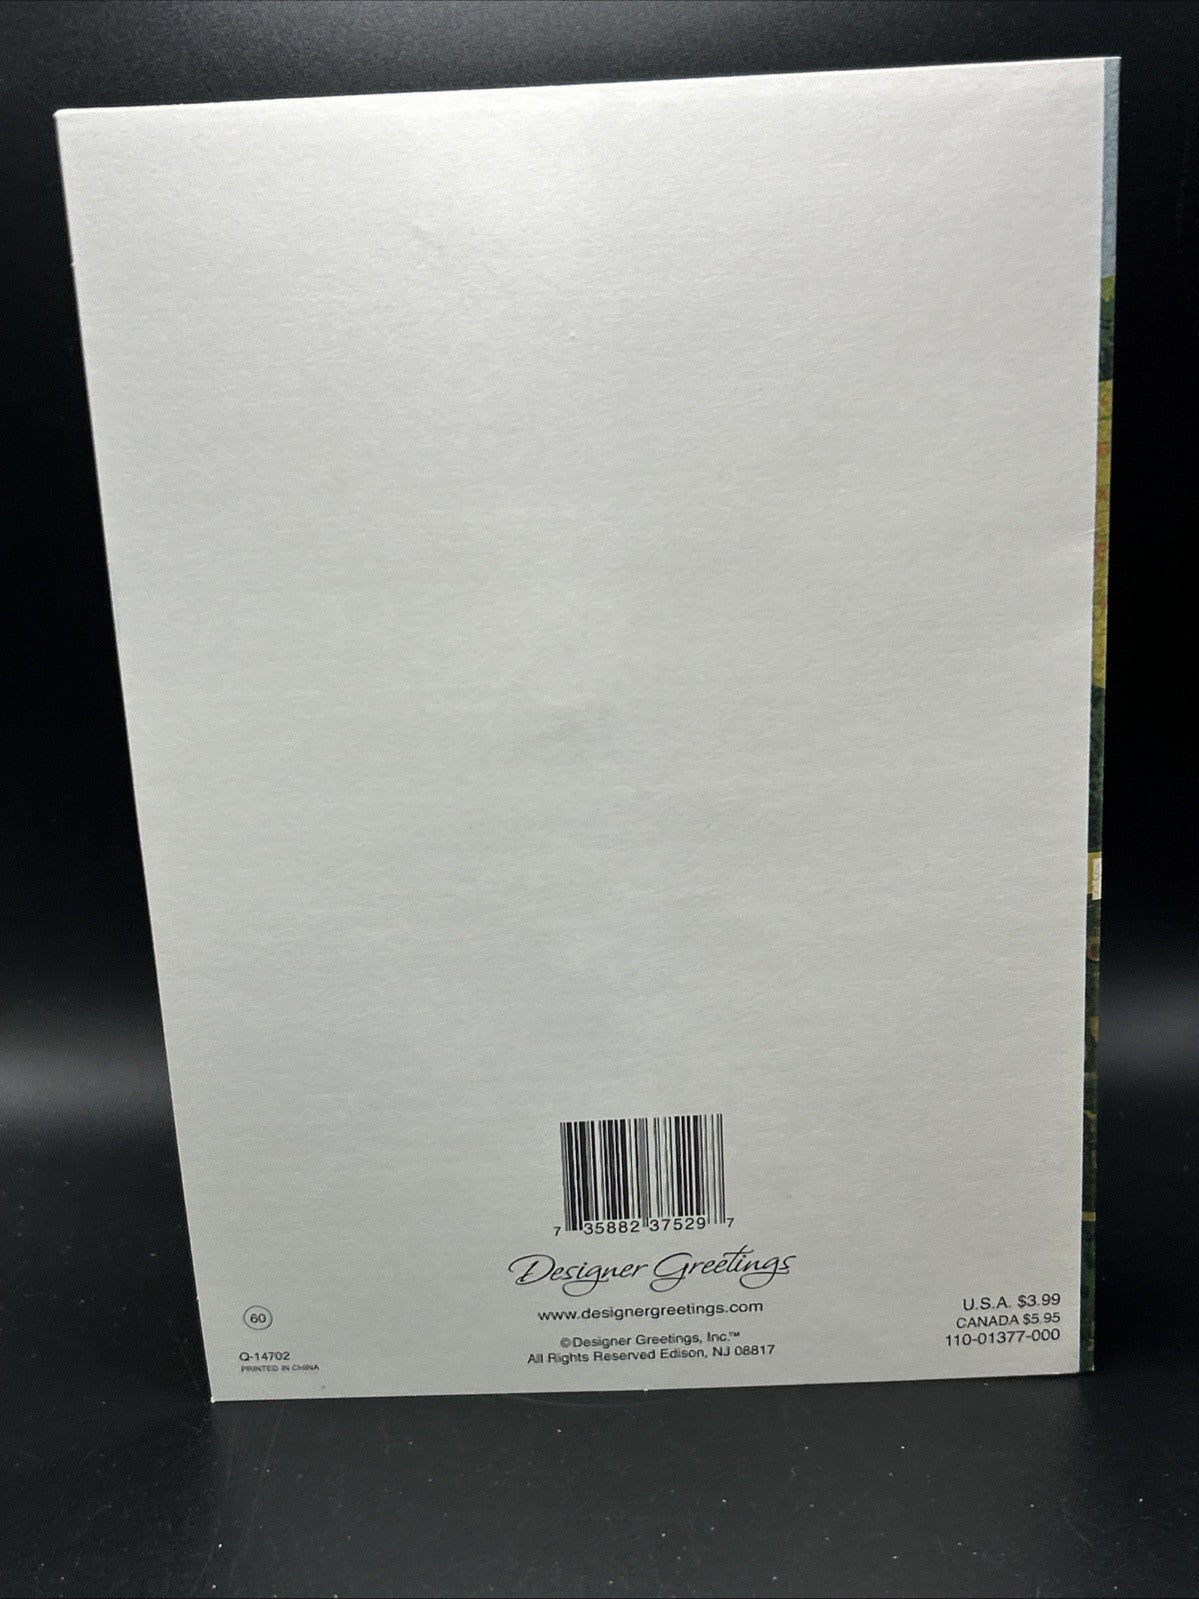 7 35882 37529 7
Designer Greetings
www.designergreetings.com
©Designer Greetings, Inc.™
All Rights Reserved Edison, NJ 08817
60
Q-14702
PRINTED IN CHINA
U.S.A. $3.99
CANADA $5.95
110-01377-000